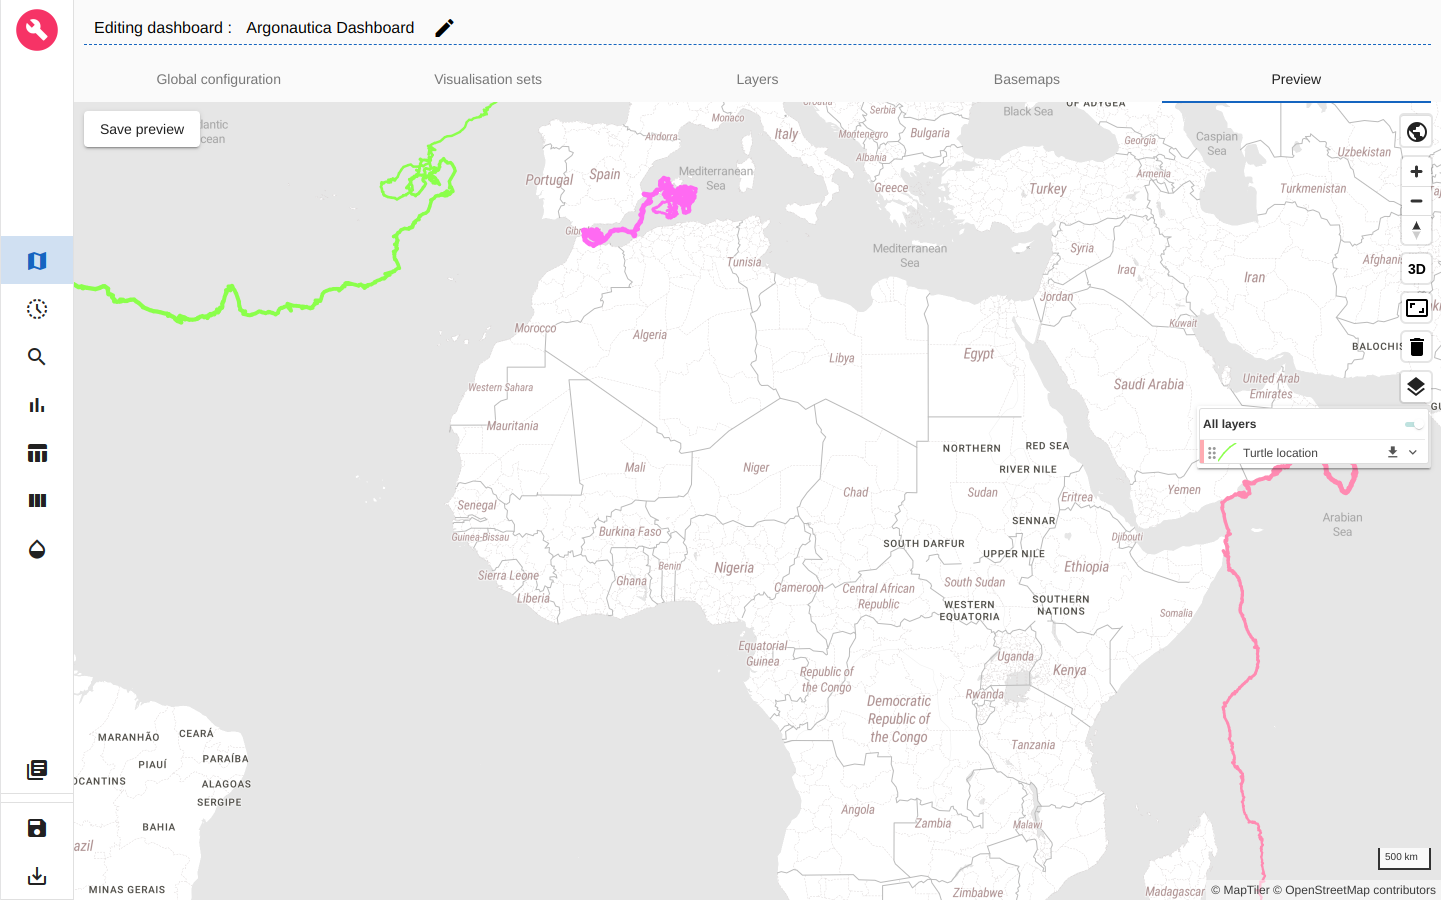 Editing dashboard : Argonautica Dashboard
Global configuration
Visualisation sets
Layers
Basemaps
Preview
Save preview
Monaco
Andorra
Italy
Serbia
Montenegro
Bulgaria
Albania
Greece
Black Sea
OF ADYGEA
Georgia
Armenia
Caspian
Sea
Uzbekistan
Turkmenistan
Portugal
Spain
Mediterranean
Sea
Turkey
Mediterranean
Sea
Syria
Iraq
Iran
Jordan
Kuwait
3D
Tunisia
Morocco
Algeria
Libya
Egypt
Saudi Arabia
United Arab
Emirates
Western Sahara
Mauritania
All layers
Turtle location
Mali
Niger
Chad
NORTHERN
RED SEA
RIVER NILE
Sudan
Eritrea
Yemen
Arabian
Sea
Senegal
Guinea-Bissau
Burkina Faso
SENNAR
SOUTH DARFUR
UPPER NILE
Djibouti
Sierra Leone
Liberia
Ghana
Benin
Nigeria
Cameroon
Central African
Republic
South Sudan
Ethiopia
WESTERN
EQUATORIA
SOUTHERN
NATIONS
Somalia
Equatorial
Guinea
Republic of
the Congo
Uganda
Kenya
Rwanda
Democratic
Republic of
the Congo
Tanzania
MARANHÃO
CEARÁ
PIAUÍ
PARAÍBA
ALAGOAS
SERGIPE
BAHIA
MINAS GERAIS
Angola
Zambia
Malawi
Zimbabwe
Madagascar
500 km
© MapTiler © OpenStreetMap contributors